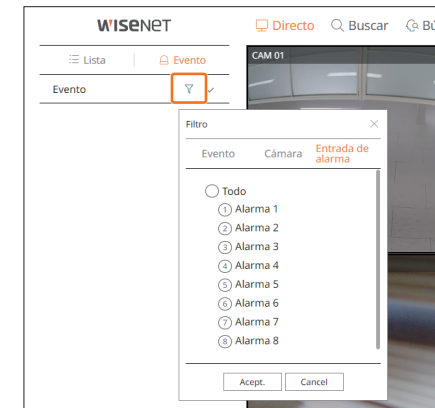 WISENET
Directo Buscar Bú
Lista Evento
CAM 01
Evento
Filtro
Evento Cámara Entrada de
alarma
Todo
1 Alarma 1
2 Alarma 2
3 Alarma 3
4 Alarma 4
5 Alarma 5
6 Alarma 6
7 Alarma 7
8 Alarma 8
Acept. Cancel